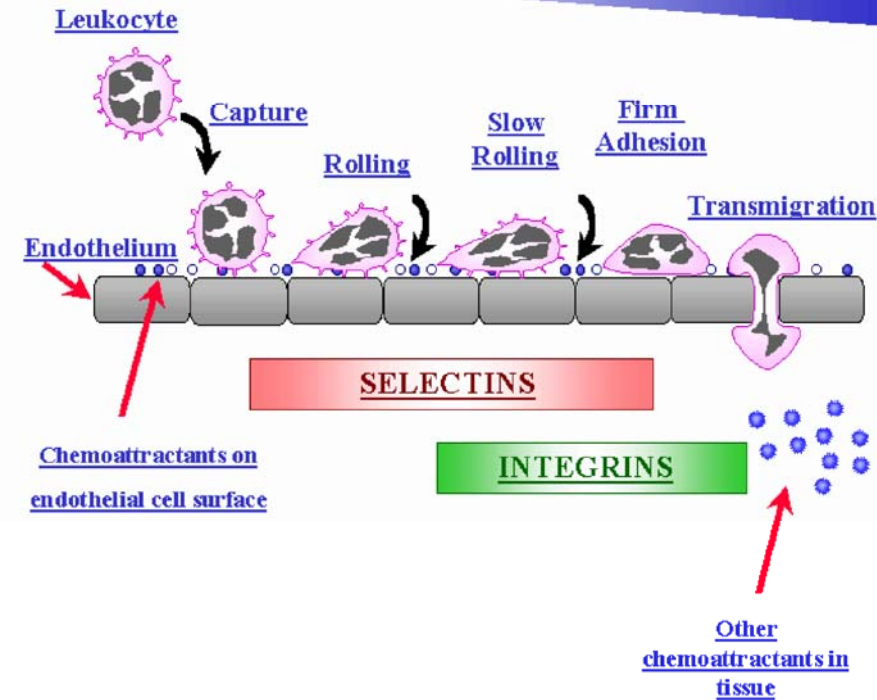 Leukocyte
Capture
Rolling
Slow
Rolling
Firm
Adhesion
Transmigration
Endothelium
SELECTINS
INTEGRINS
Chemoattractants on
endothelial cell surface
Other
chemoattractants in
tissue